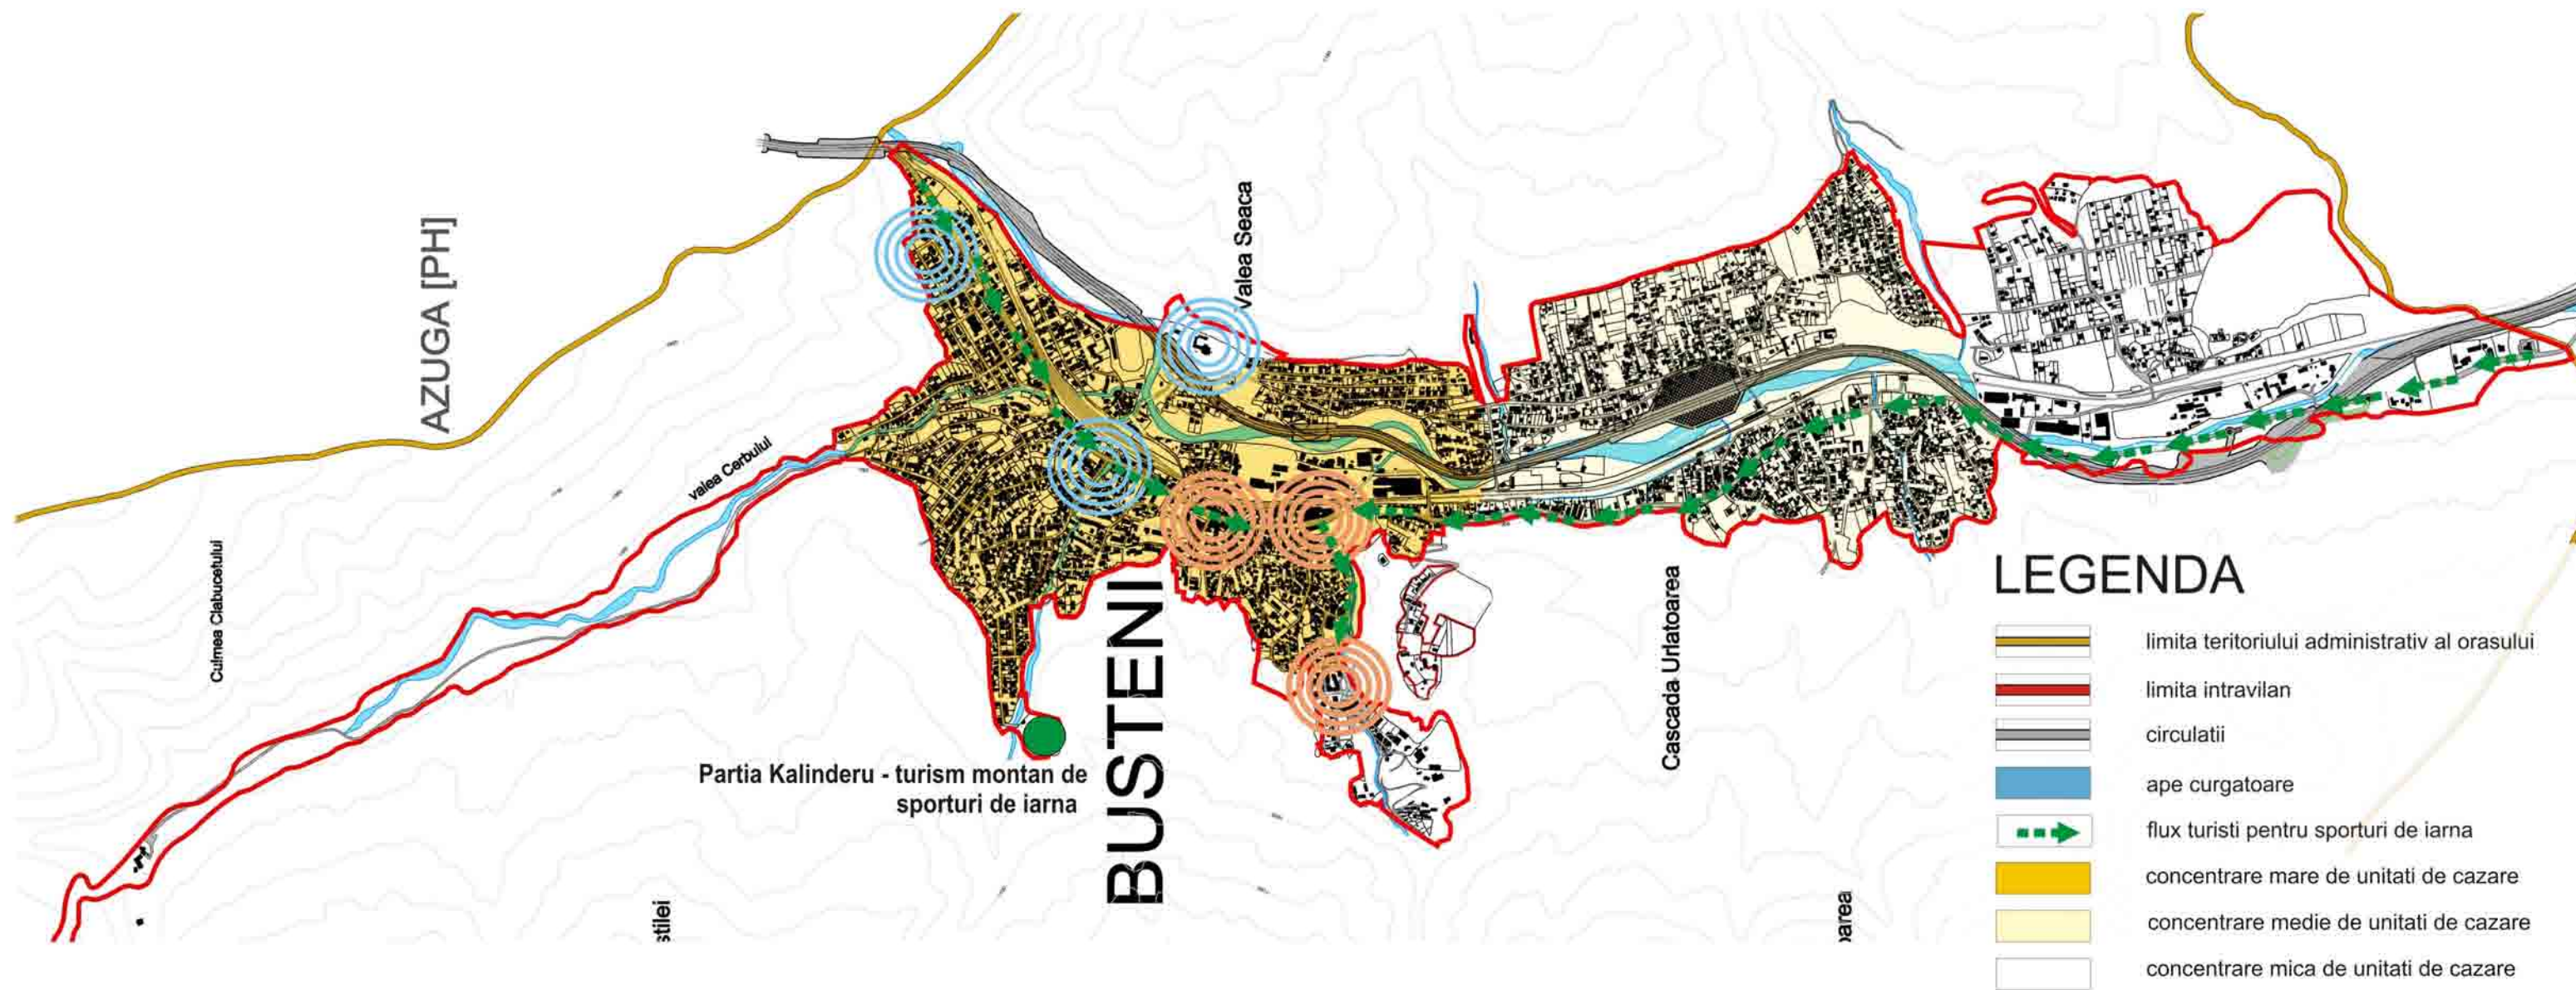 AZUGA [PH]
Valea Seaca
valea Cerbului
Culmea Clabucetului
Partia Kalinderu - turism montan de
sporturi de iarna
BUSTENI
Cascada Urlatoarea
stilei
oarea
LEGENDA
limita teritoriului administrativ al orasului
limita intravilan
circulatii
ape curgatoare
flux turisti pentru sporturi de iarna
concentrare mare de unitati de cazare
concentrare medie de unitati de cazare
concentrare mica de unitati de cazare